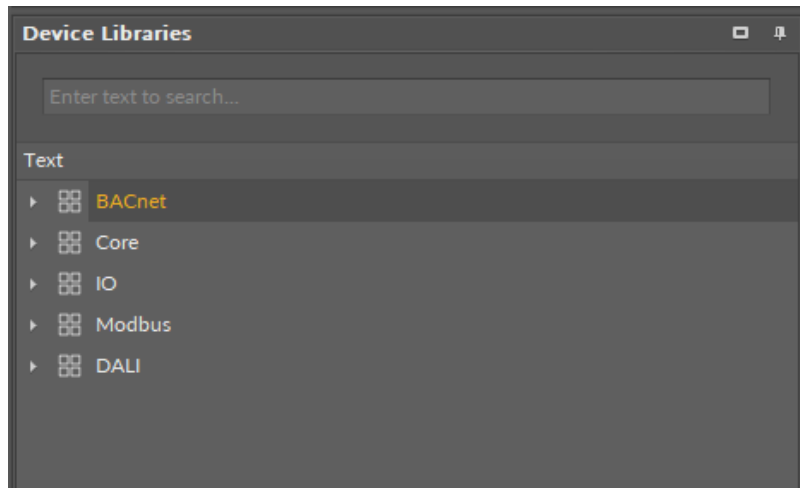 Device Libraries
Enter text to search...
Text
BACnet
Core
IO
Modbus
DALI